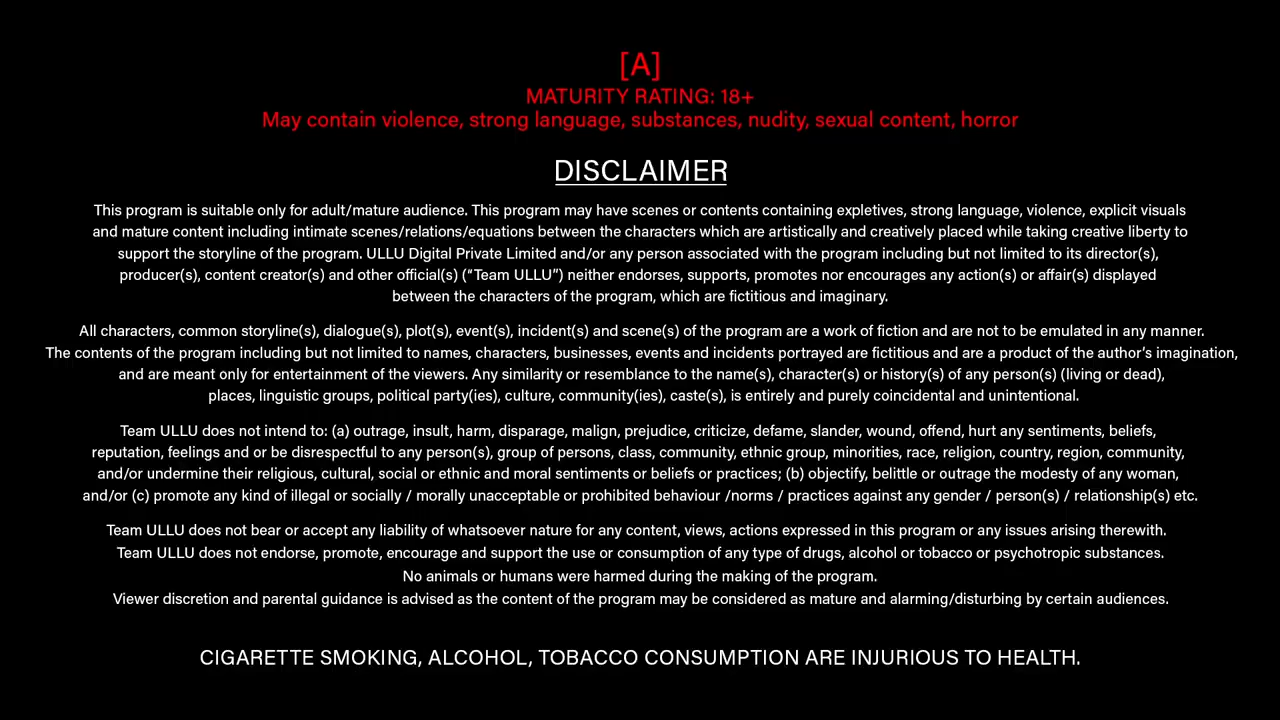 [A]
MATURITY RATING: 18+
May contain violence, strong language, substances, nudity, sexual content, horror
DISCLAIMER
This program is suitable only for adult/mature audience. This program may have scenes or contents containing expletives, strong language, violence, explicit visuals
and mature content including intimate scenes/relations/equations between the characters which are artistically and creatively placed while taking creative liberty to
support the storyline of the program. ULLU Digital Private Limited and/or any person associated with the program including but not limited to its director(s),
producer(s), content creator(s) and other official(s) (“Team ULLU”) neither endorses, supports, promotes nor encourages any action(s) or affair(s) displayed
between the characters of the program, which are fictitious and imaginary.
All characters, common storyline(s), dialogue(s), plot(s), event(s), incident(s) and scene(s) of the program are a work of fiction and are not to be emulated in any manner.
The contents of the program including but not limited to names, characters, businesses, events and incidents portrayed are fictitious and are a product of the author’s imagination,
and are meant only for entertainment of the viewers. Any similarity or resemblance to the name(s), character(s) or history(s) of any person(s) (living or dead),
places, linguistic groups, political party(ies), culture, community(ies), caste(s), is entirely and purely coincidental and unintentional.
Team ULLU does not intend to: (a) outrage, insult, harm, disparage, malign, prejudice, criticize, defame, slander, wound, offend, hurt any sentiments, beliefs,
reputation, feelings and or be disrespectful to any person(s), group of persons, class, community, ethnic group, minorities, race, religion, country, region, community,
and/or undermine their religious, cultural, social or ethnic and moral sentiments or beliefs or practices; (b) objectify, belittle or outrage the modesty of any woman,
and/or (c) promote any kind of illegal or socially / morally unacceptable or prohibited behaviour /norms / practices against any gender / person(s) / relationship(s) etc.
Team ULLU does not bear or accept any liability of whatsoever nature for any content, views, actions expressed in this program or any issues arising therewith.
Team ULLU does not endorse, promote, encourage and support the use or consumption of any type of drugs, alcohol or tobacco or psychotropic substances.
No animals or humans were harmed during the making of the program.
Viewer discretion and parental guidance is advised as the content of the program may be considered as mature and alarming/disturbing by certain audiences.
CIGARETTE SMOKING, ALCOHOL, TOBACCO CONSUMPTION ARE INJURIOUS TO HEALTH.